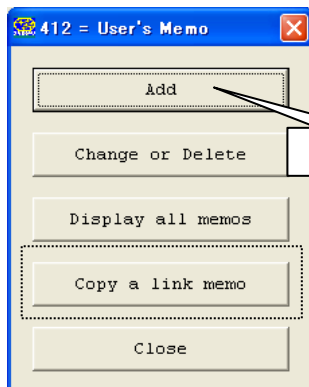 412 = User's Memo
Add
Change or Delete
Display all memos
Copy a link memo
Close